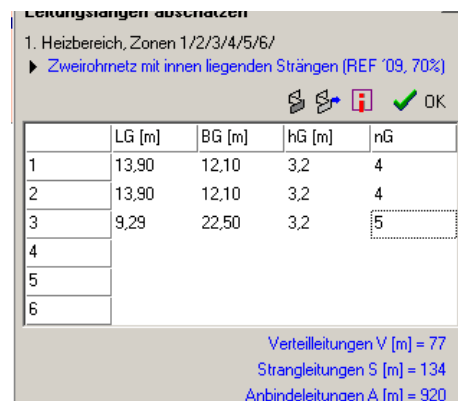 Leitungslängen abschätzen
1. Heizbereich, Zonen 1/2/3/4/5/6/
Zweirohrnetz mit innen liegenden Strängen (REF ´09, 70%)
OK
LG [m] BG [m] hG [m] nG
1 13,90 12,10 3,2 4
2 13,90 12,10 3,2 4
3 9,29 22,50 3,2 5
4
5
6
Verteilleitungen V [m] = 77
Strangleitungen S [m] = 134
Anbindeleitungen A [m] = 920